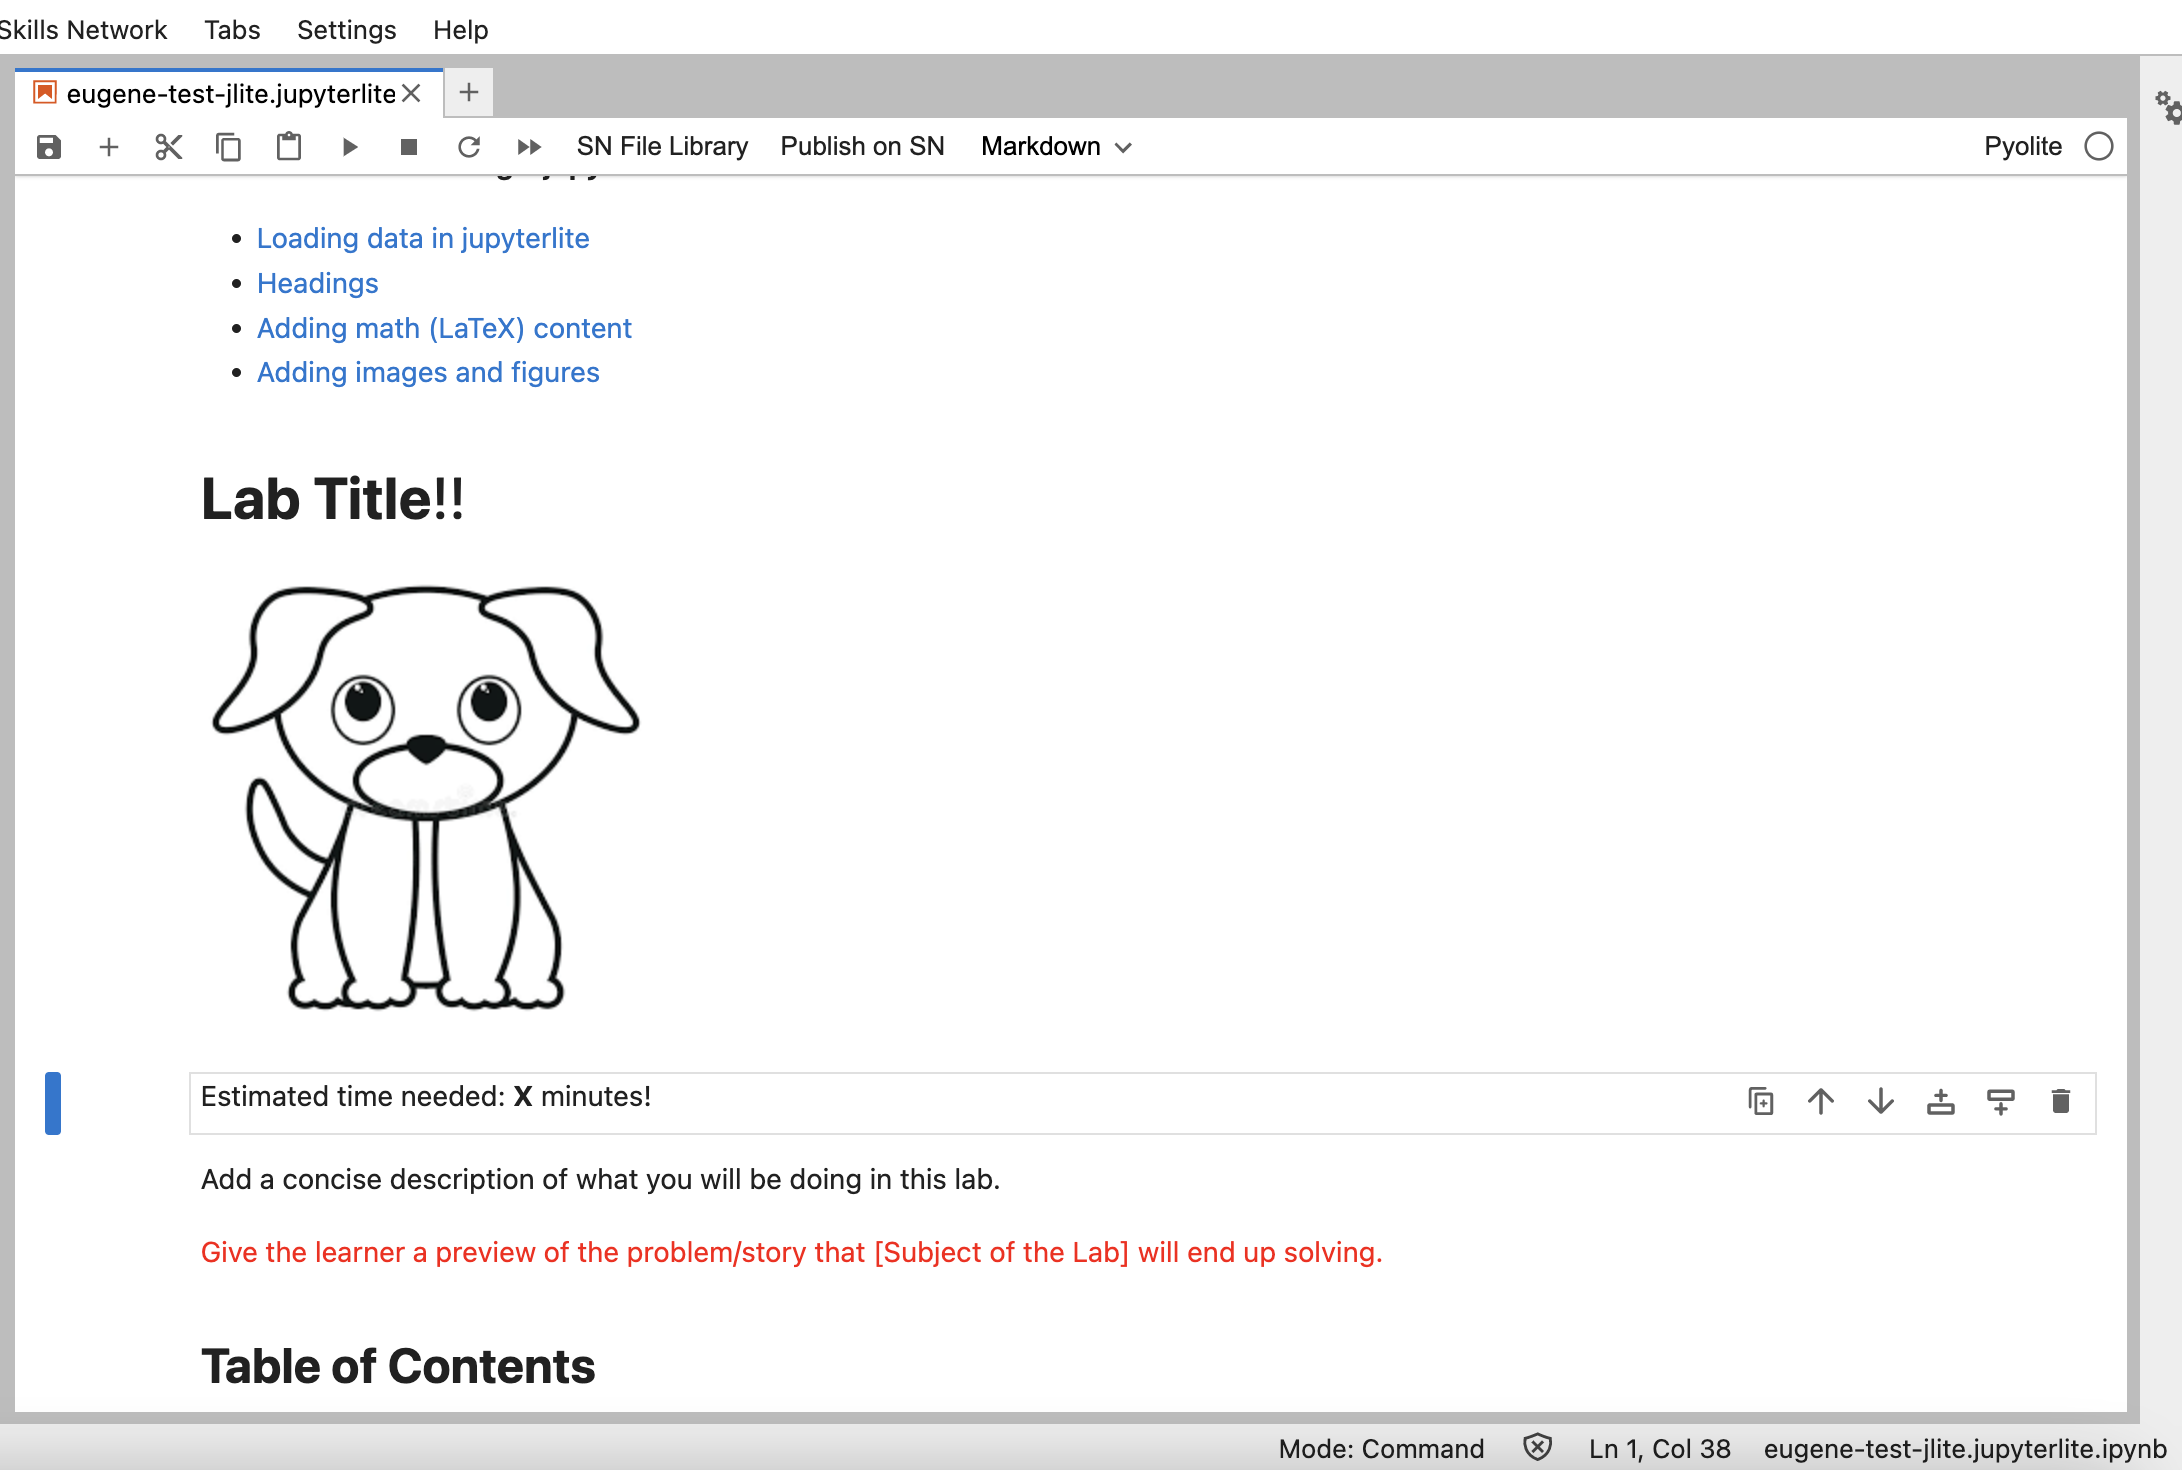 Skills Network Tabs Settings Help
eugene-test-jlite.jupyterlite
SN File Library Publish on SN Markdown Pyolite
Loading data in jupyterlite
Headings
Adding math (LaTeX) content
Adding images and figures
Lab Title!!
Estimated time needed: X minutes!
Add a concise description of what you will be doing in this lab.
Give the learner a preview of the problem/story that [Subject of the Lab] will end up solving.
Table of Contents
Mode: Command Ln 1, Col 38 eugene-test-jlite.jupyterlite.ipynb